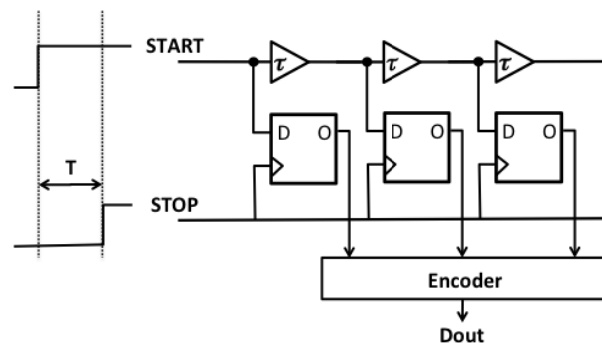 START
τ τ τ
D O D O D O
T
STOP
Encoder
Dout